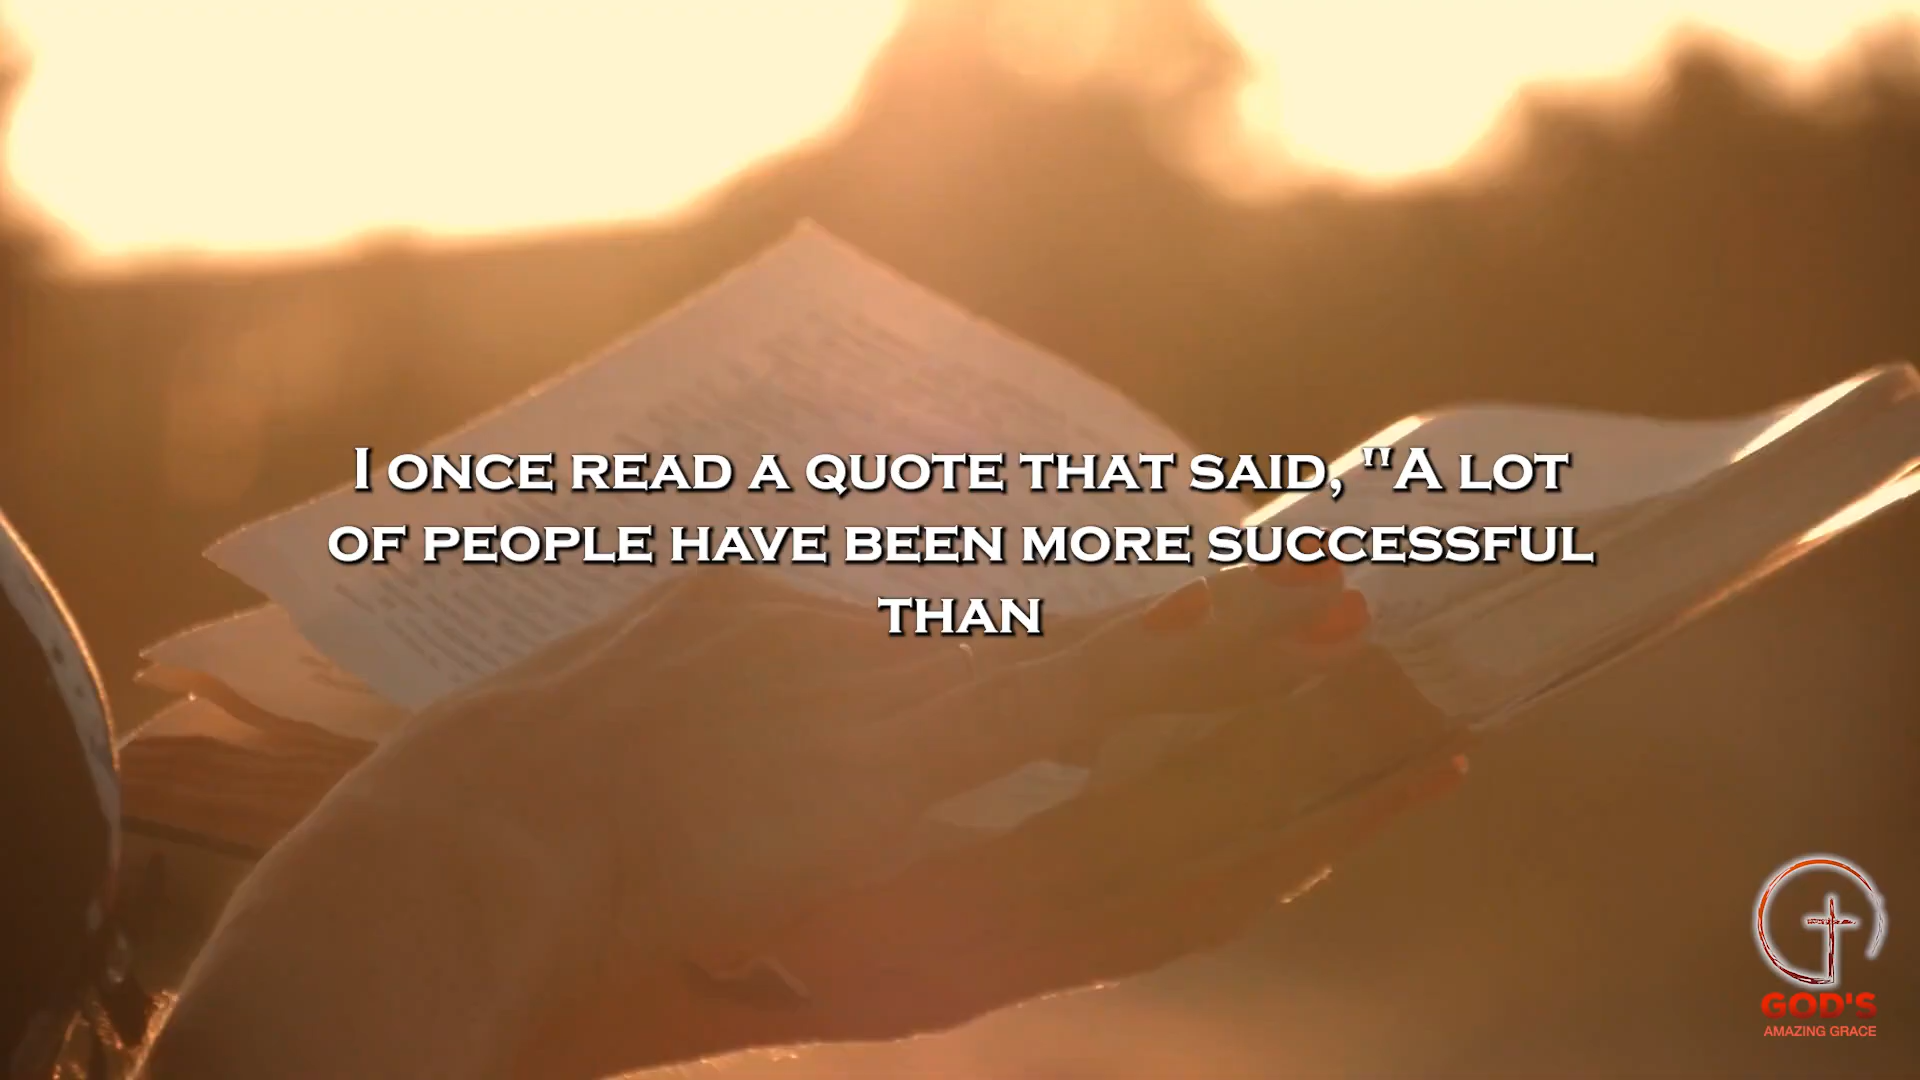 I ONCE READ A QUOTE THAT SAID, "A LOT
OF PEOPLE HAVE BEEN MORE SUCCESSFUL
THAN
GOD'S
AMAZING GRACE